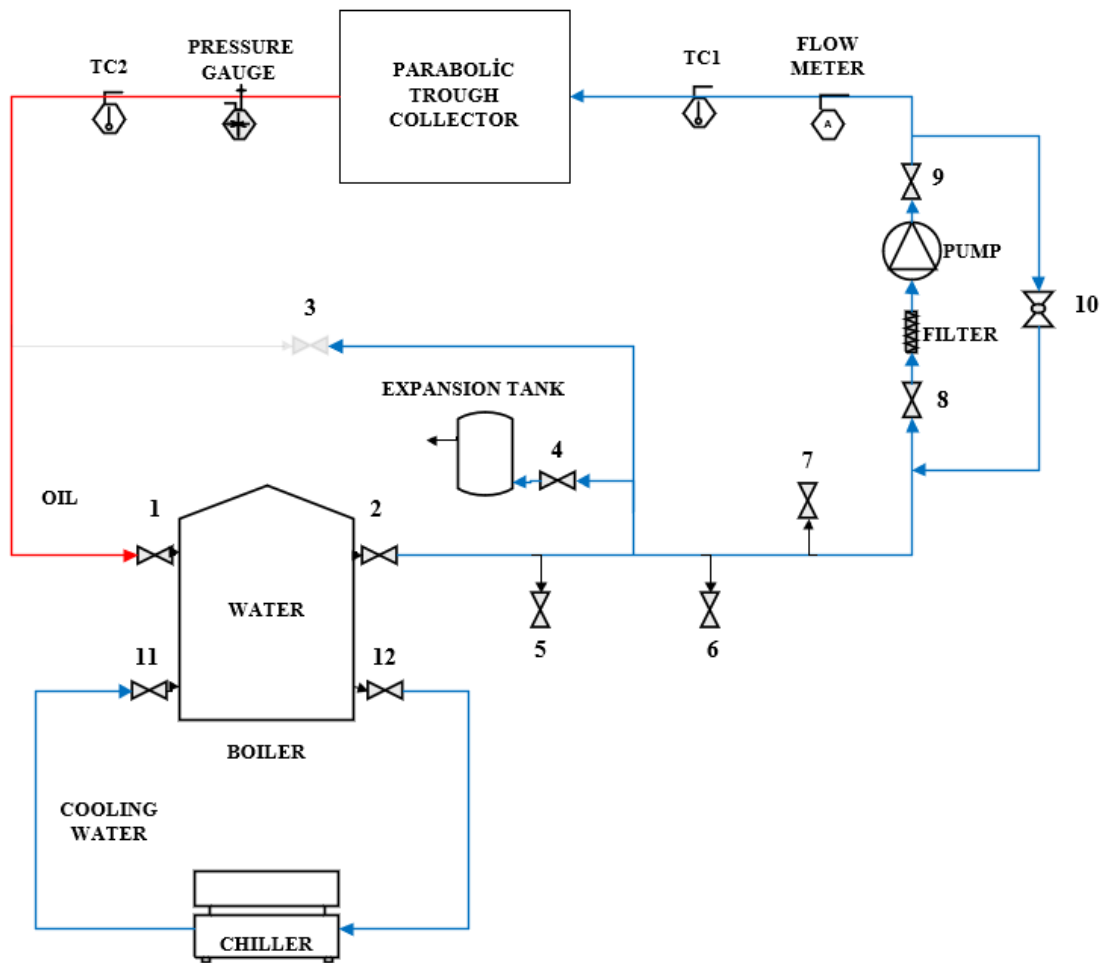 PRESSURE
GAUGE
TC2
PARABOLİC
TROUGH
COLLECTOR
TC1
FLOW
METER
A
9
PUMP
10
FILTER
8
3
EXPANSION TANK
4
7
OIL
1
2
WATER
5
6
11
12
BOILER
COOLING
WATER
CHILLER